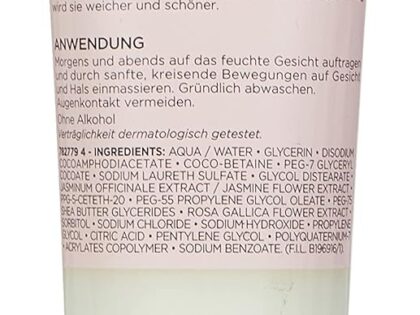 wird sie weicher und schöner.
ANWENDUNG
Morgens und abends auf das feuchte Gesicht auftragen
und durch sanfte, kreisende Bewegungen auf Gesicht
und Hals einmassieren. Gründlich abwaschen.
Augenkontakt vermeiden.
Ohne Alkohol
Verträglichkeit dermatologisch getestet.
782779 4 - INGREDIENTS: AQUA / WATER • GLYCERIN • DISODIUM
COCOAMPHODIACETATE • COCO-BETAINE • PEG-7 GLYCERYL
COCOATE • SODIUM LAURETH SULFATE • GLYCOL DISTEARATE •
JASMINUM OFFICINALE EXTRACT / JASMINE FLOWER EXTRACT •
PPG-5-CETETH-20 • PEG-55 PROPYLENE GLYCOL OLEATE • PEG-75
SHEA BUTTER GLYCERIDES • ROSA GALLICA FLOWER EXTRACT •
SORBITOL • SODIUM CHLORIDE • SODIUM HYDROXIDE • PROPYLENE
GLYCOL • CITRIC ACID • PENTYLENE GLYCOL • POLYQUATERNIUM-7
• ACRYLATES COPOLYMER • SODIUM BENZOATE. (F.I.L. B196916/1)